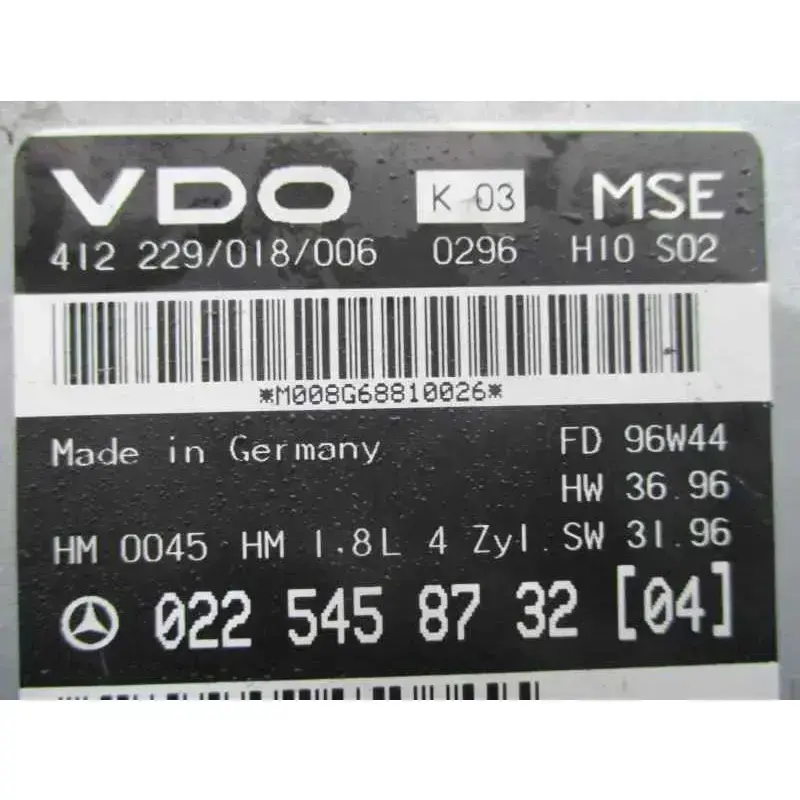 VDO K 03 MSE
412 229/018/006 0296 H10 S02
*M008G68810026*
Made in Germany FD 96W44
HW 36.96
HM 0045 HM 1.8L 4 Zyl. SW 31.96
022 545 87 32 [04]